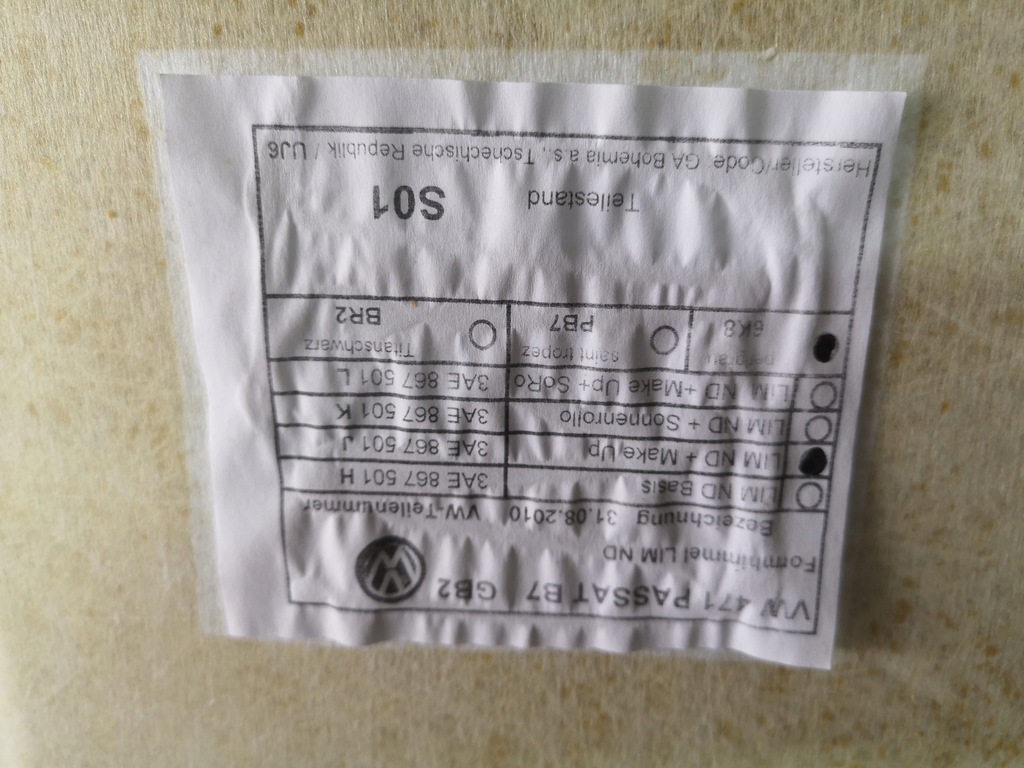 VW 471 PASSAT B7 GB2
Formhimmel LIM ND
Bezeichnung 31.08.2010 VW-Teilenummer
LIM ND Basis 3AE 867 501 H
LIM ND + Make Up 3AE 867 501 J
LIM ND + Sonnenrollo 3AE 867 501 K
LIM ND +Make Up+ SoRo 3AE 867 501 L
perlgrau saint tropez Titanschwarz
6K8 PB7 BR2
Teilestand S01
Hersteller/Code: GA Bohemia a.s., Tschechische Republik / UJ6